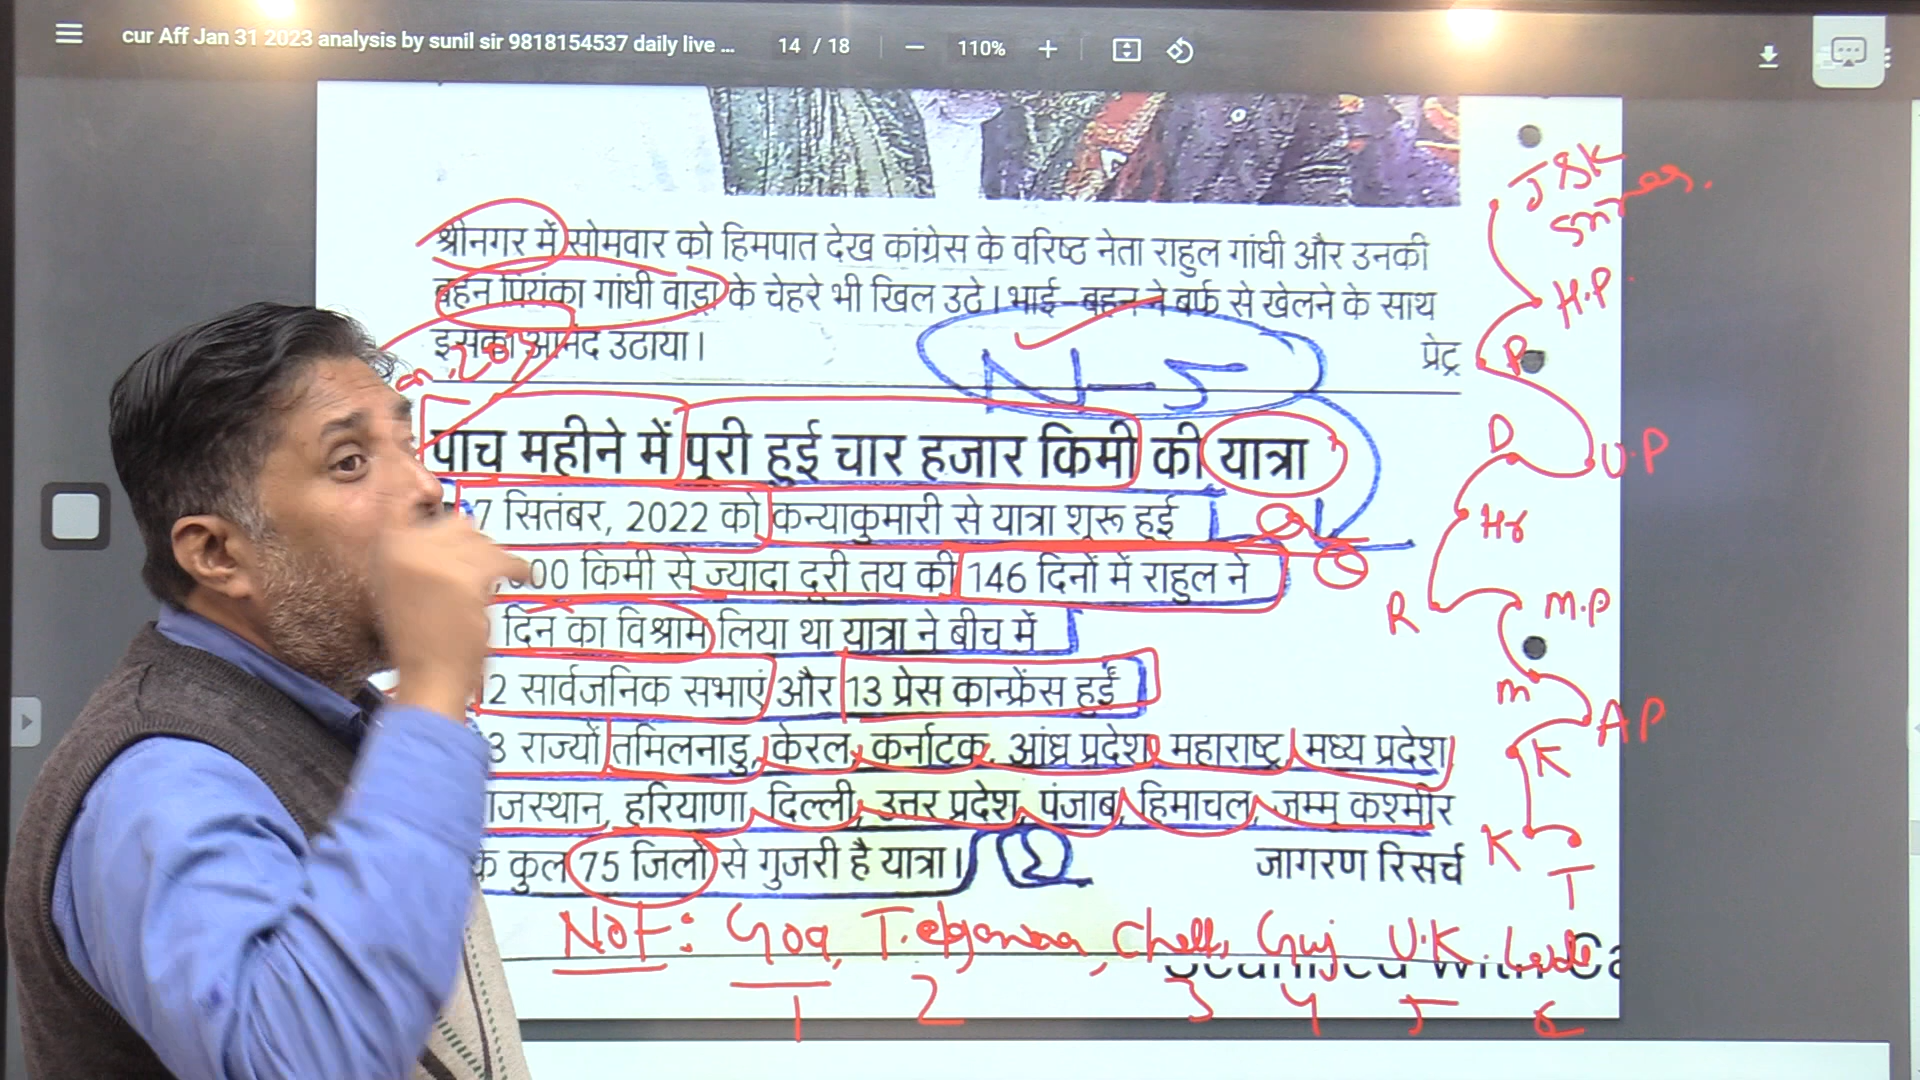 cur Aff Jan 31 2023 analysis by sunil sir 9818154537 daily live ... 14 / 18 110%
श्रीनगर में सोमवार को हिमपात देख कांग्रेस के वरिष्ठ नेता राहुल गांधी और उनकी
बहन प्रियंका गांधी वाड्रा के चेहरे भी खिल उठे। भाई-बहन ने बर्फ से खेलने के साथ
इसका आनंद उठाया। प्रेट्र
N-5
पांच महीने में पूरी हुई चार हजार किमी की यात्रा
7 सितंबर, 2022 को कन्याकुमारी से यात्रा शुरू हुई
000 किमी से ज्यादा दूरी तय की 146 दिनों में राहुल ने
दिन का विश्राम लिया था यात्रा ने बीच में
2 सार्वजनिक सभाएं और 13 प्रेस कान्फ्रेंस हुईं
3 राज्यों तमिलनाडु, केरल, कर्नाटक, आंध्र प्रदेश, महाराष्ट्र, मध्य प्रदेश,
राजस्थान, हरियाणा, दिल्ली, उत्तर प्रदेश, पंजाब, हिमाचल, जम्मू कश्मीर
के कुल 75 जिलों से गुजरी है यात्रा। जागरण रिसर्च
J&K
H.P.
P
U.P
D
Hr
R
M.P
M
AP
K
K
T
NOT: Goa, Guj U.K.
1 2 3 4 5 6